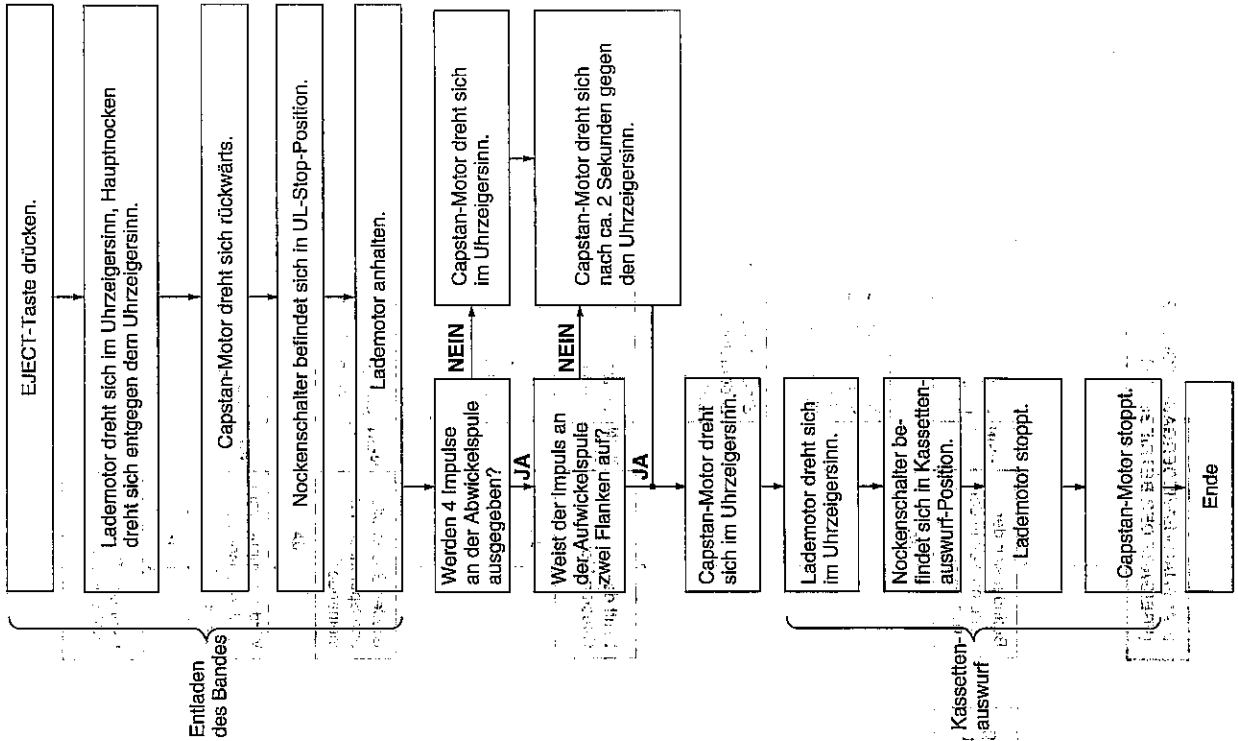 EJECT-Taste drücken.
Lademotor dreht sich im Uhrzeigersinn, Hauptnocken
dreht sich entgegen dem Uhrzeigersinn.
Capstan-Motor dreht sich rückwärts.
Nockenschalter befindet sich in UL-Stop-Position.
Lademotor anhalten.
Entladen
des Bandes
Werden 4 Impulse
an der Abwickelspule
ausgegeben?
NEIN
Capstan-Motor dreht sich
im Uhrzeigersinn.
JA
Weist der Impuls an
der Aufwickelspule
zwei Flanken auf?
NEIN
Capstan-Motor dreht sich
nach ca. 2 Sekunden gegen
den Uhrzeigersinn.
JA
Capstan-Motor dreht
sich im Uhrzeigersinn.
Lademotor dreht sich
im Uhrzeigersinn.
Nockenschalter be-
findet sich in Kassetten-
auswurf-Position.
Lademotor stoppt.
Capstan-Motor stoppt.
Kassetten-
auswurf
Ende